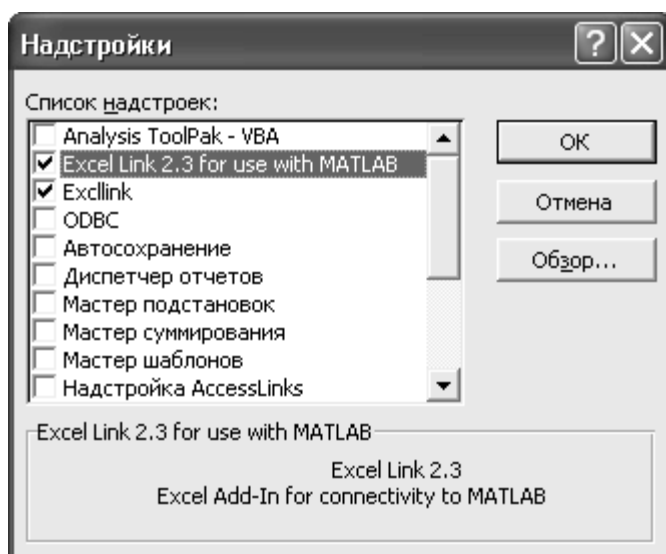 Надстройки
Список надстроек:
Analysis ToolPak - VBA
Excel Link 2.3 for use with MATLAB
Excllink
ODBC
Автосохранение
Диспетчер отчетов
Мастер подстановок
Мастер суммирования
Мастер шаблонов
Надстройка AccessLinks
OK
Отмена
Обзор...
Excel Link 2.3 for use with MATLAB
Excel Link 2.3
Excel Add-In for connectivity to MATLAB